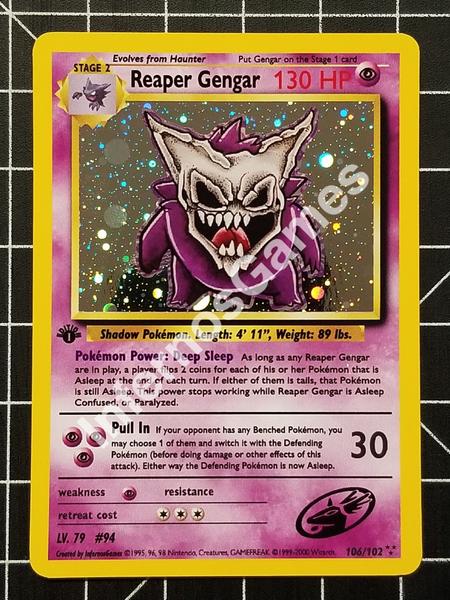 Evolves from Haunter Put Gengar on the Stage 1 card
STAGE 2
Reaper Gengar 130 HP
InfernosGames
Shadow Pokémon. Length: 4' 11", Weight: 89 lbs.
EDITION
1
Pokémon Power: Deep Sleep As long as any Reaper Gengar
are in play, a player flips 2 coins for each of his or her Pokémon that is
Asleep at the end of each turn. If either of them is tails, that Pokémon
is still Asleep. This power stops working while Reaper Gengar is Asleep
Confused, or Paralyzed.
Pull In If your opponent has any Benched Pokémon, you
may choose 1 of them and switch it with the Defending
Pokémon (before doing damage or other effects of this
attack). Either way the Defending Pokémon is now Asleep.
30
weakness resistance
retreat cost
LV. 79 #94
Created by InfernosGames ©1995, 96, 98 Nintendo, Creatures, GAMEFREAK ©1999-2000 Wizards. 106/102